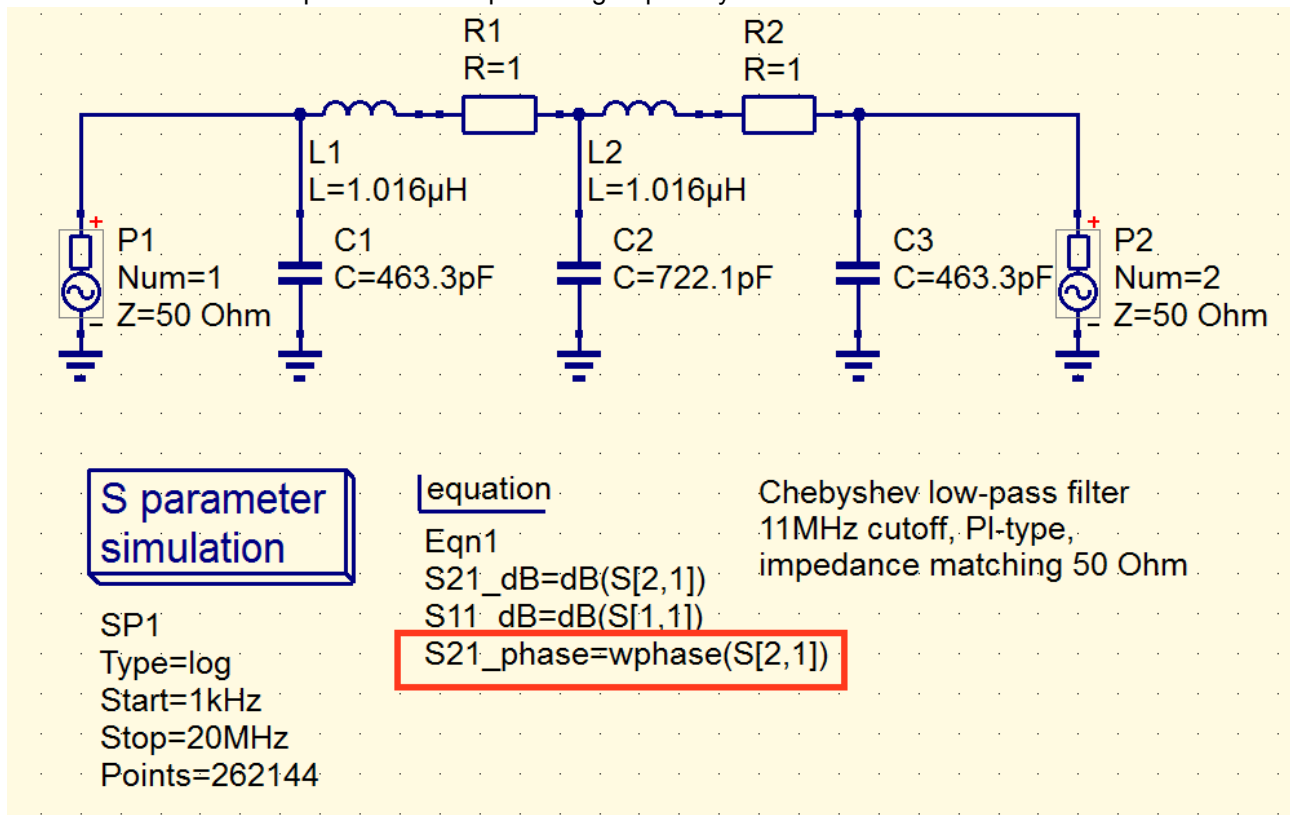 R1
R=1
R2
R=1
L1
L=1.016µH
L2
L=1.016µH
P1
Num=1
Z=50 Ohm
C1
C=463.3pF
C2
C=722.1pF
C3
C=463.3pF
P2
Num=2
Z=50 Ohm
S parameter
simulation
SP1
Type=log
Start=1kHz
Stop=20MHz
Points=262144
equation
Eqn1
S21_dB=dB(S[2,1])
S11_dB=dB(S[1,1])
S21_phase=wphase(S[2,1])
Chebyshev low-pass filter
11MHz cutoff, PI-type,
impedance matching 50 Ohm